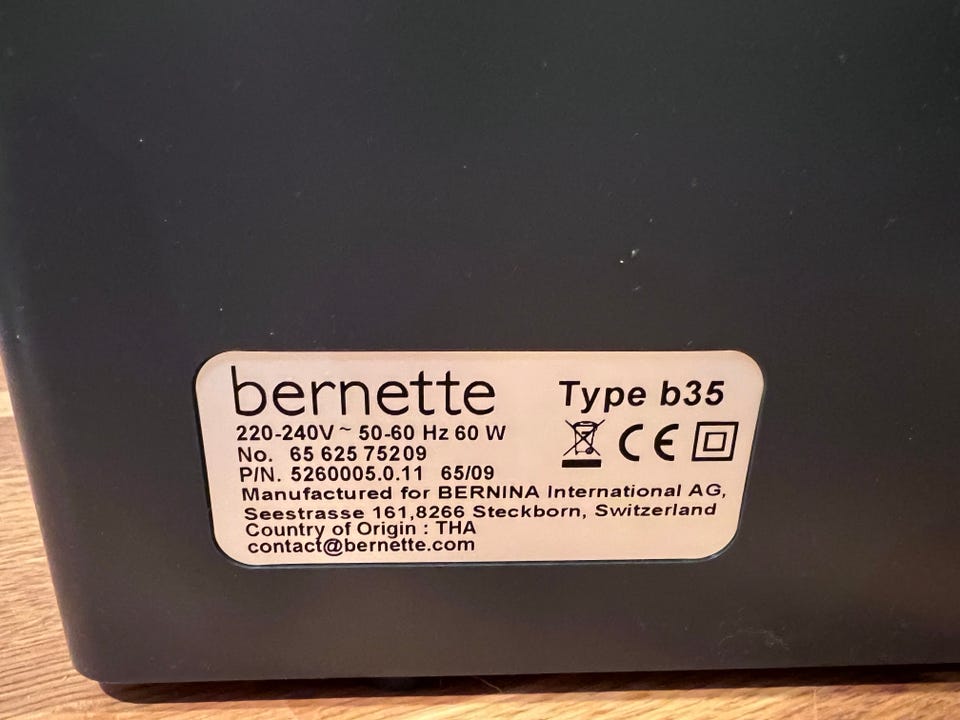 bernette
Type b35
220-240V ~ 50-60 Hz 60 W
No. 65 625 75209
P/N. 5260005.0.11 65/09
CE
Manufactured for BERNINA International AG,
Seestrasse 161,8266 Steckborn, Switzerland
Country of Origin : THA
contact@bernette.com